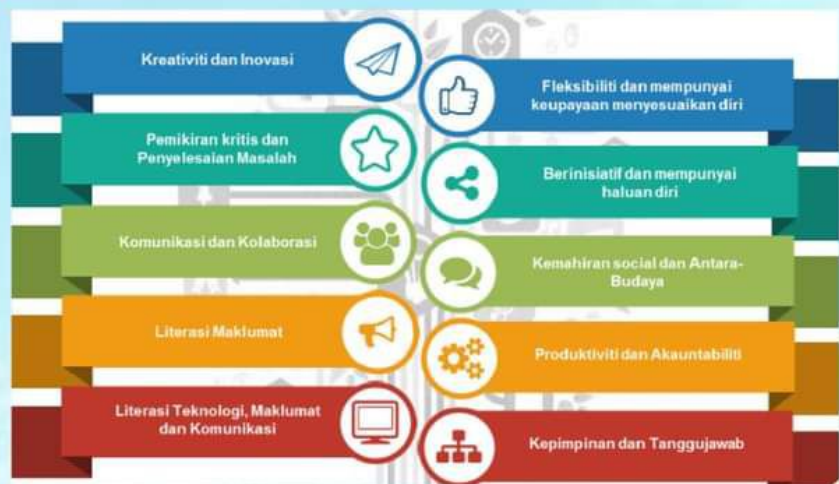 Kreativiti dan Inovasi
Pemikiran kritis dan
Penyelesaian Masalah
Komunikasi dan Kolaborasi
Literasi Maklumat
Literasi Teknologi, Maklumat
dan Komunikasi
Fleksibiliti dan mempunyai
keupayaan menyesuaikan diri
Berinisiatif dan mempunyai
haluan diri
Kemahiran social dan Antara-
Budaya
Produktiviti dan Akauntabiliti
Kepimpinan dan Tanggujawab